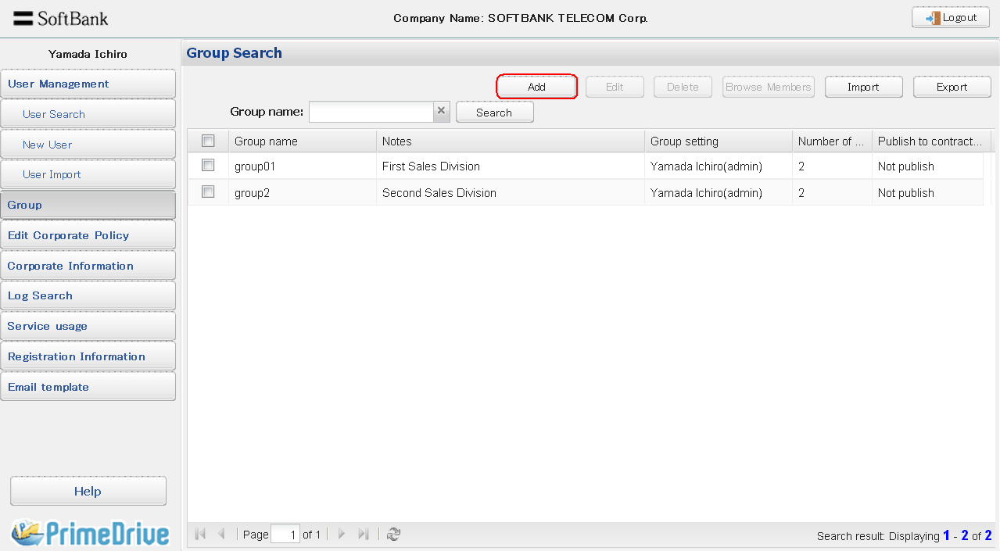 SoftBank
Company Name: SOFTBANK TELECOM Corp.
Logout
Yamada Ichiro
User Management
User Search
New User
User Import
Group
Edit Corporate Policy
Corporate Information
Log Search
Service usage
Registration Information
Email template
Help
PrimeDrive
Group Search
Add Edit Delete Browse Members Import Export
Group name: Search
Group name Notes Group setting Number of ... Publish to contract...
group01 First Sales Division Yamada Ichiro(admin) 2 Not publish
group2 Second Sales Division Yamada Ichiro(admin) 2 Not publish
Page 1 of 1
Search result: Displaying 1 - 2 of 2